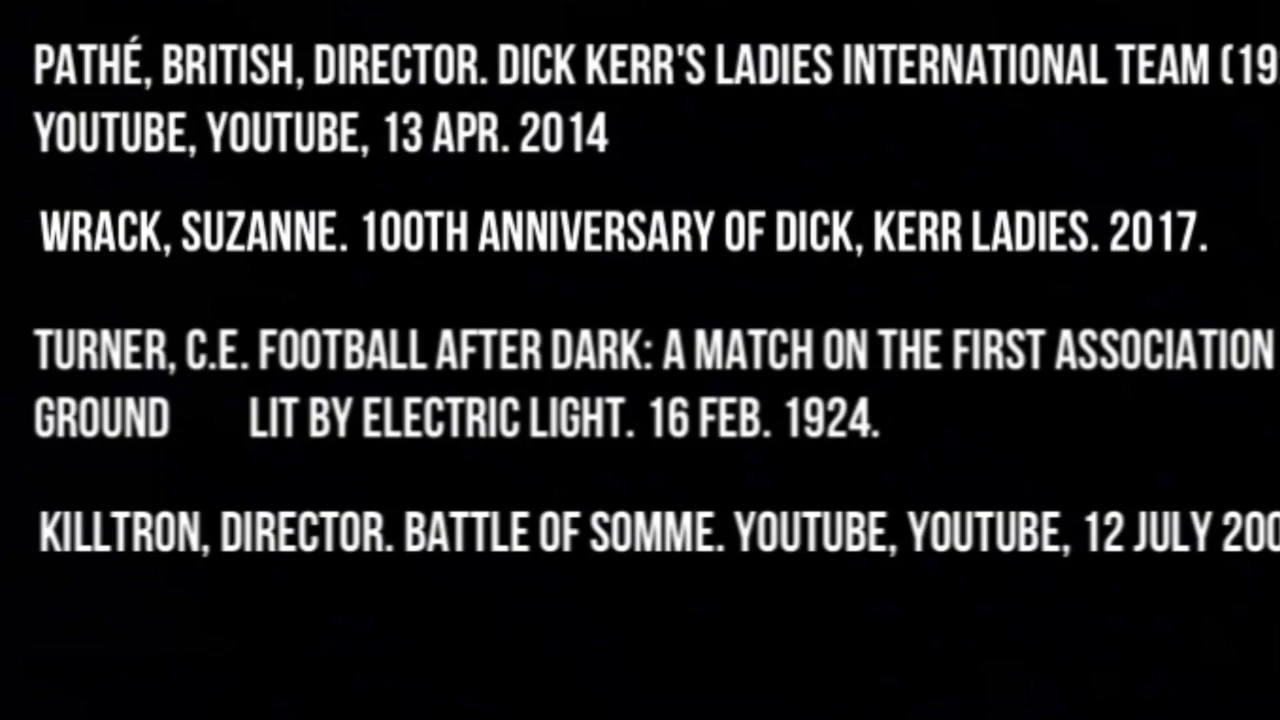 PATHÉ, BRITISH, DIRECTOR. DICK KERR'S LADIES INTERNATIONAL TEAM (19
YOUTUBE, YOUTUBE, 13 APR. 2014
WRACK, SUZANNE. 100TH ANNIVERSARY OF DICK, KERR LADIES. 2017.
TURNER, C.E. FOOTBALL AFTER DARK: A MATCH ON THE FIRST ASSOCIATION
GROUND LIT BY ELECTRIC LIGHT. 16 FEB. 1924.
KILLTRON, DIRECTOR. BATTLE OF SOMME. YOUTUBE, YOUTUBE, 12 JULY 200